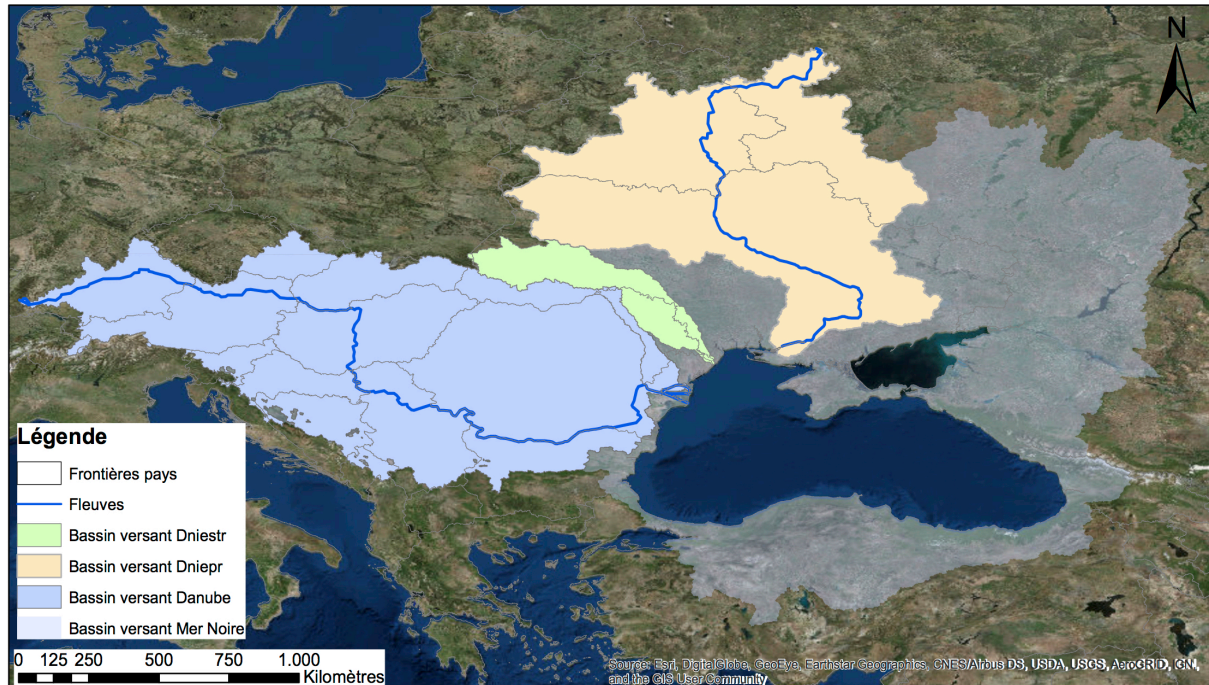 N
Légende
Frontières pays
Fleuves
Bassin versant Dniestr
Bassin versant Dniepr
Bassin versant Danube
Bassin versant Mer Noire
0 125 250 500 750 1.000
Kilomètres
Source: Esri, DigitalGlobe, GeoEye, Earthstar Geographics, CNES/Airbus DS, USDA, USGS, AeroGRID, IGN,
and the GIS User Community